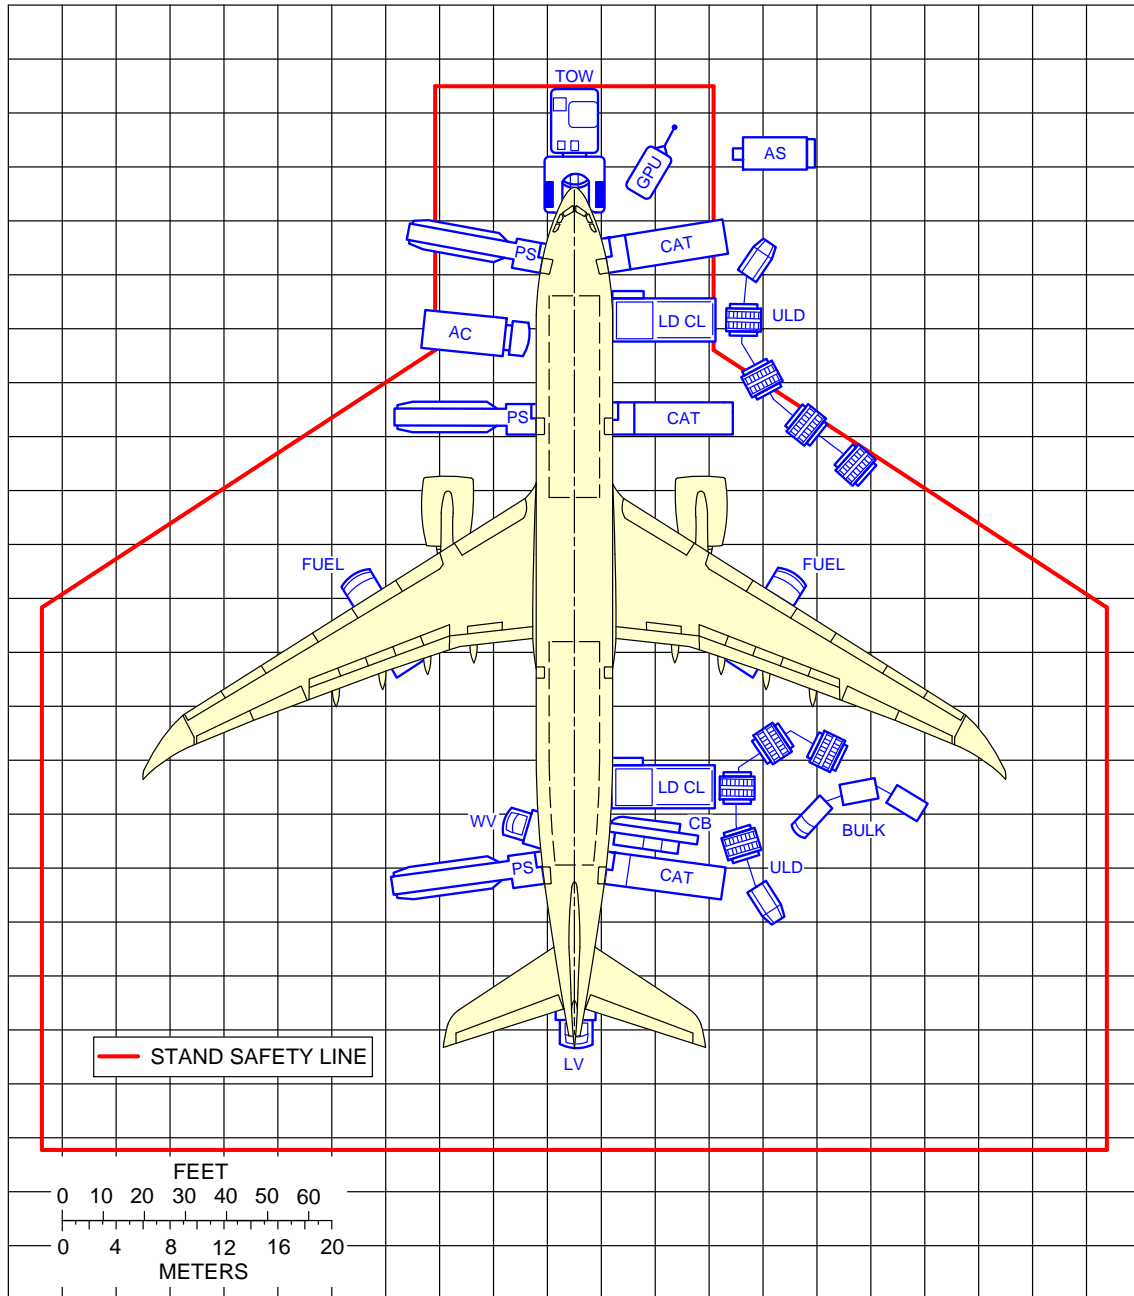 TOW
GPU
AS
PS
CAT
AC
LD CL
ULD
PS
CAT
FUEL
FUEL
LD CL
WV
CB
BULK
PS
CAT
ULD
STAND SAFETY LINE
LV
FEET
0 10 20 30 40 50 60
0 4 8 12 16 20
METERS